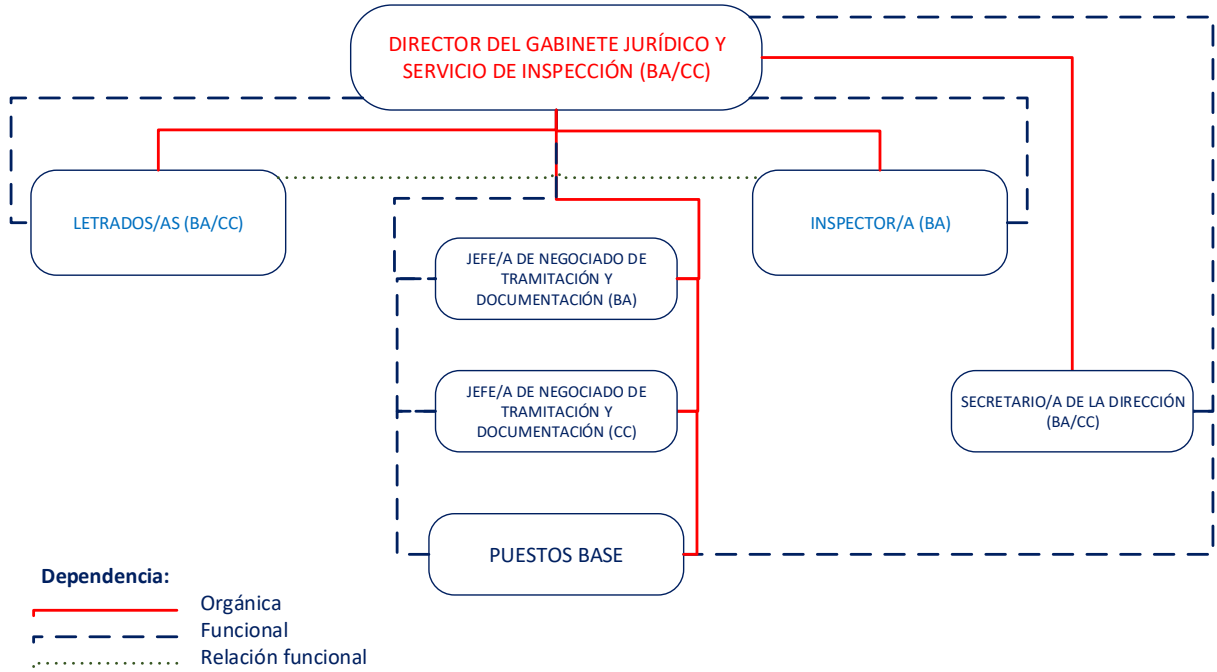 DIRECTOR DEL GABINETE JURÍDICO Y
SERVICIO DE INSPECCIÓN (BA/CC)
LETRADOS/AS (BA/CC)
INSPECTOR/A (BA)
JEFE/A DE NEGOCIADO DE
TRAMITACIÓN Y
DOCUMENTACIÓN (BA)
JEFE/A DE NEGOCIADO DE
TRAMITACIÓN Y
DOCUMENTACIÓN (CC)
SECRETARIO/A DE LA DIRECCIÓN
(BA/CC)
PUESTOS BASE
Dependencia:
Orgánica
Funcional
Relación funcional